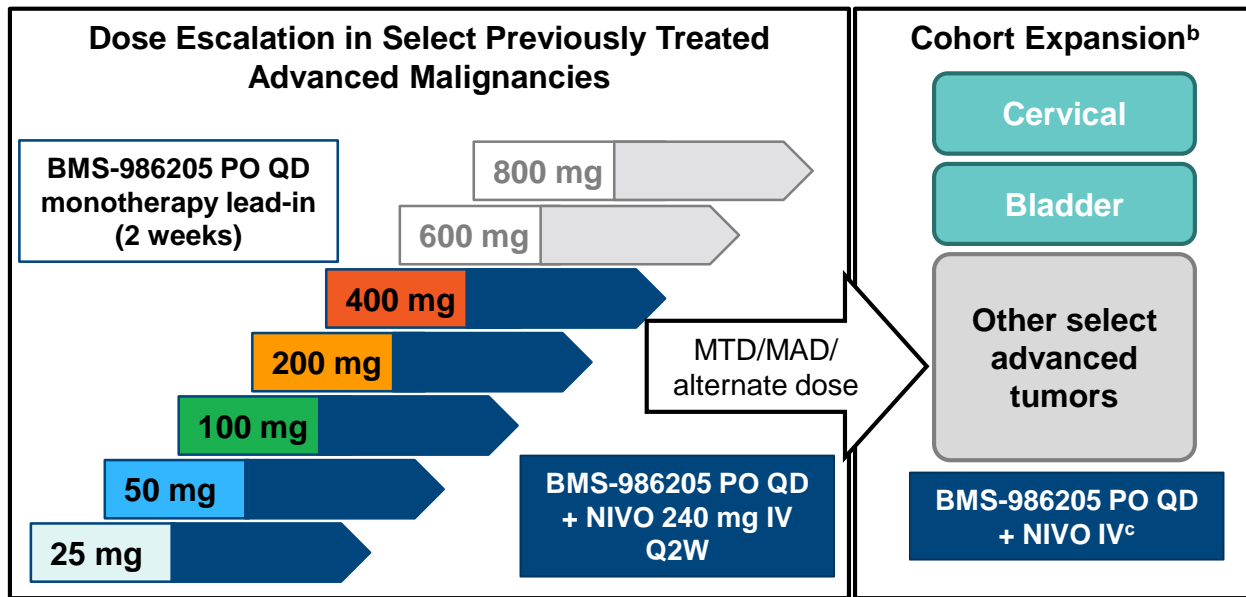 Dose Escalation in Select Previously Treated
Advanced Malignancies
BMS-986205 PO QD
monotherapy lead-in
(2 weeks)
800 mg
600 mg
400 mg
200 mg
100 mg
50 mg
25 mg
BMS-986205 PO QD
+ NIVO 240 mg IV
Q2W
MTD/MAD/
alternate dose
Cohort Expansionᵇ
Cervical
Bladder
Other select
advanced
tumors
BMS-986205 PO QD
+ NIVO IVᶜ